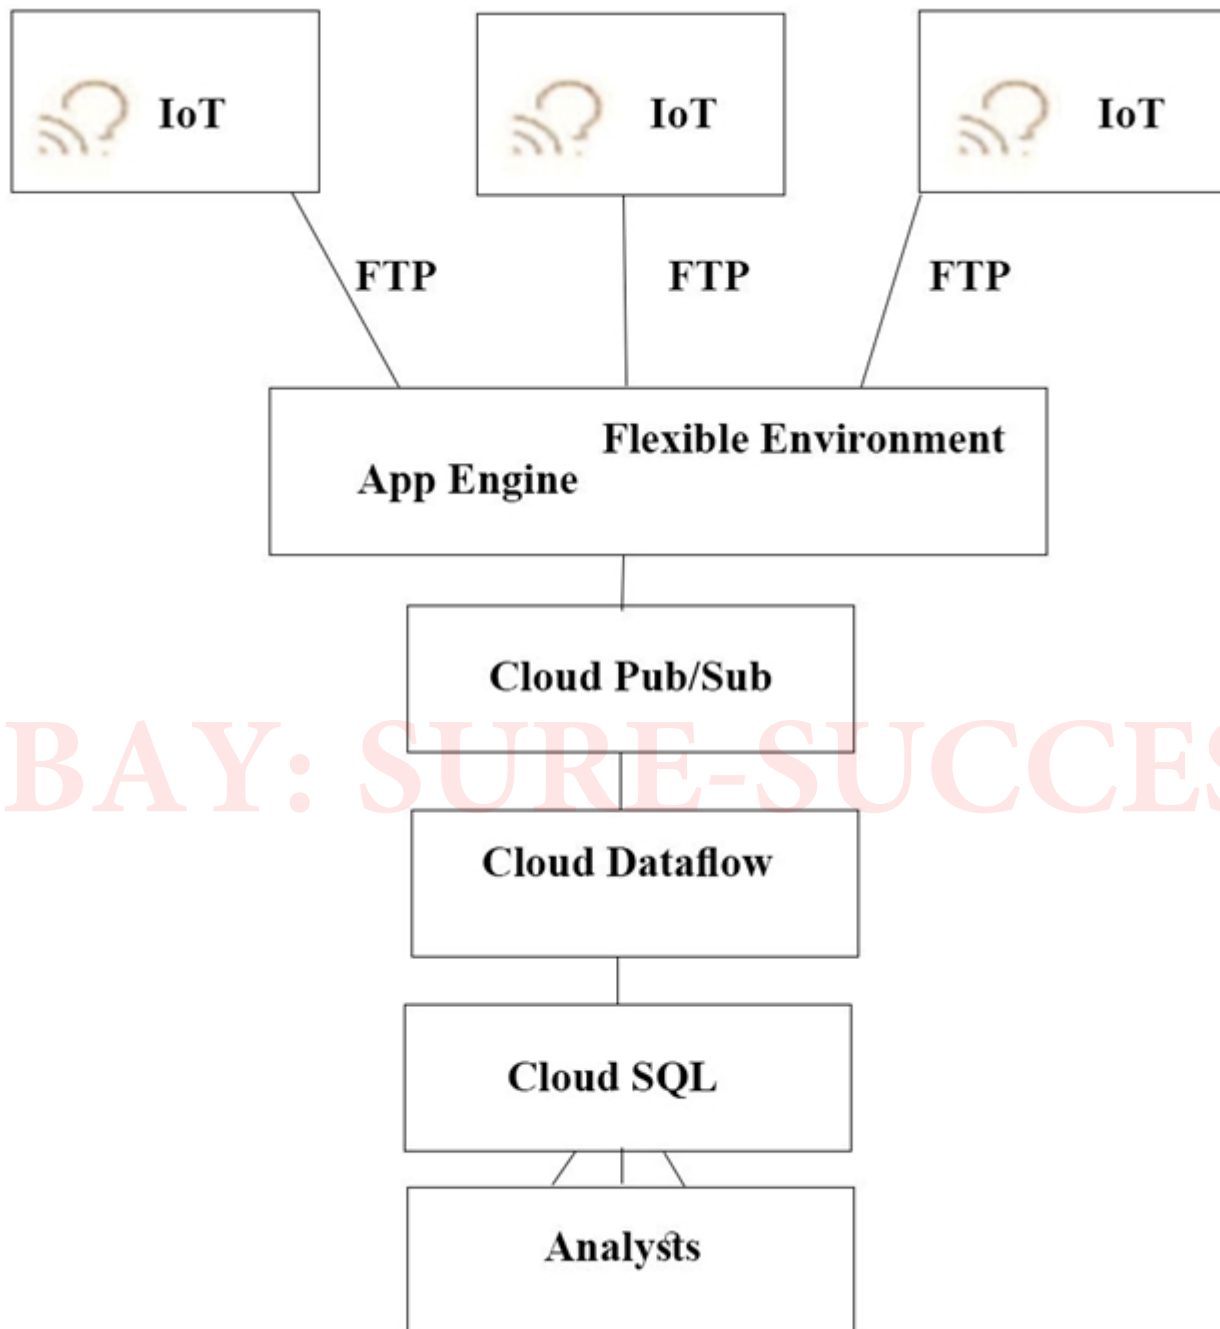 IoT
IoT
IoT
FTP
FTP
FTP
Flexible Environment
App Engine
Cloud Pub/Sub
BAY: SURE-SUCCES
Cloud Dataflow
Cloud SQL
Analysts